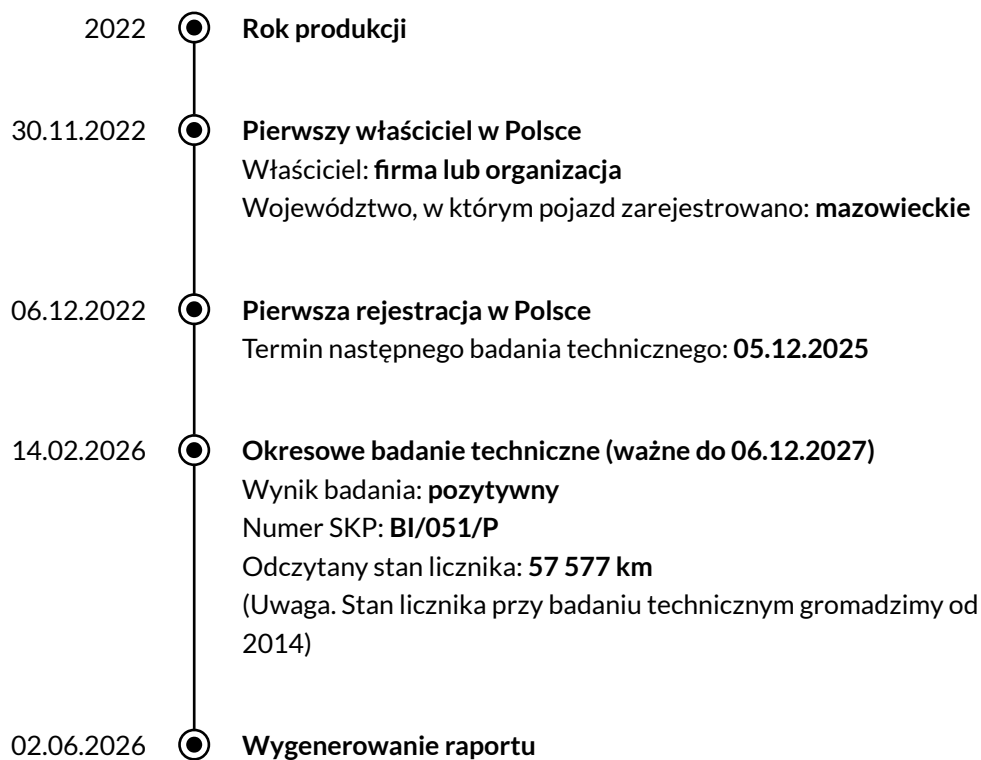 2022 Rok produkcji
30.11.2022 Pierwszy właściciel w Polsce
Właściciel: firma lub organizacja
Województwo, w którym pojazd zarejestrowano: mazowieckie
06.12.2022 Pierwsza rejestracja w Polsce
Termin następnego badania technicznego: 05.12.2025
14.02.2026 Okresowe badanie techniczne (ważne do 06.12.2027)
Wynik badania: pozytywny
Numer SKP: BI/051/P
Odczytany stan licznika: 57 577 km
(Uwaga. Stan licznika przy badaniu technicznym gromadzimy od
2014)
02.06.2026 Wygenerowanie raportu